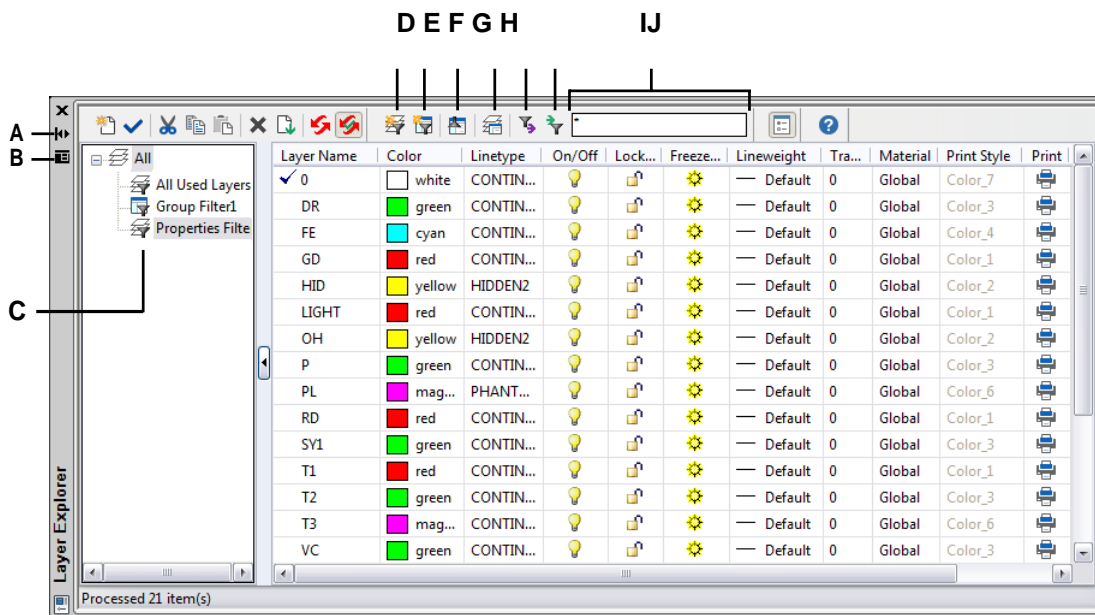 D E F G H IJ
A
B
C
*
All
All Used Layers
Group Filter1
Properties Filte
Layer Name Color Linetype On/Off Lock... Freeze... Lineweight Tra... Material Print Style Print
0 white CONTIN... Default 0 Global Color_7
DR green CONTIN... Default 0 Global Color_3
FE cyan CONTIN... Default 0 Global Color_4
GD red CONTIN... Default 0 Global Color_1
HID yellow HIDDEN2 Default 0 Global Color_2
LIGHT red CONTIN... Default 0 Global Color_1
OH yellow HIDDEN2 Default 0 Global Color_2
P green CONTIN... Default 0 Global Color_3
PL mag... PHANT... Default 0 Global Color_6
RD red CONTIN... Default 0 Global Color_1
SY1 green CONTIN... Default 0 Global Color_3
T1 red CONTIN... Default 0 Global Color_1
T2 green CONTIN... Default 0 Global Color_3
T3 mag... CONTIN... Default 0 Global Color_6
VC green CONTIN... Default 0 Global Color_3
Layer Explorer
Processed 21 item(s)